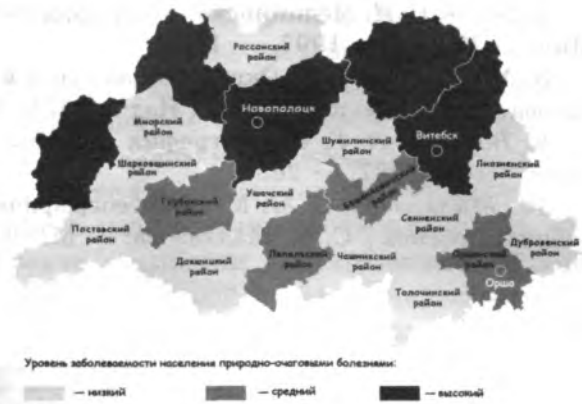 Россонский
район
Миорский
район
Новополоцк
Шумилинский
район
Витебск
Шарковщинский
район
Лиозненский
район
Глубокский
район
Ушачский
район
Бешенковичский
район
Поставский
район
Сенненский
район
Докшицкий
район
Лепельский
район
Чашникский
район
Оршанский
район
Дубровенский
район
Орша
Толочинский
район
Уровень заболеваемости населения природно-очаговыми болезнями:
— низкий — средний — высокий